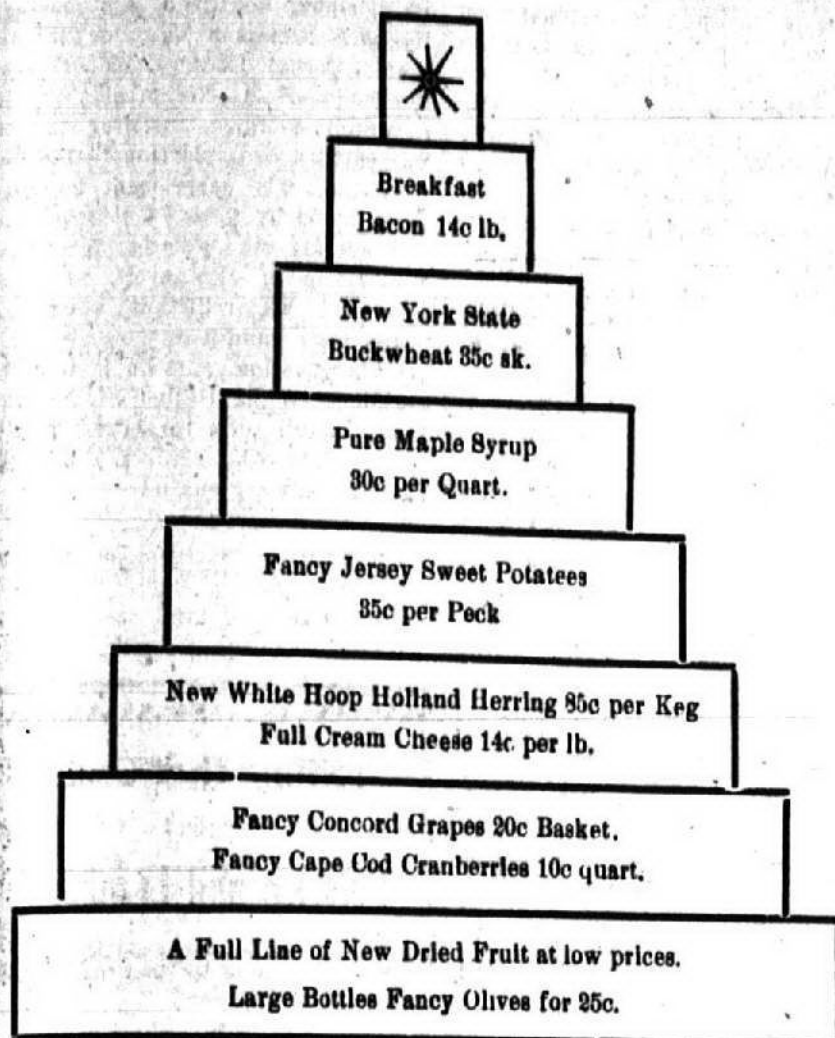 Breakfast
Bacon 14c lb.
New York State
Buckwheat 35c sk.
Pure Maple Syrup
30c per Quart.
Fancy Jersey Sweet Potatees
35c per Peck
New White Hoop Holland Herring 85c per Keg
Full Cream Cheese 14c per lb.
Fancy Concord Grapes 20c Basket.
Fancy Cape Cod Cranberries 10c quart.
A Full Line of New Dried Fruit at low prices.
Large Bottles Fancy Olives for 25c.